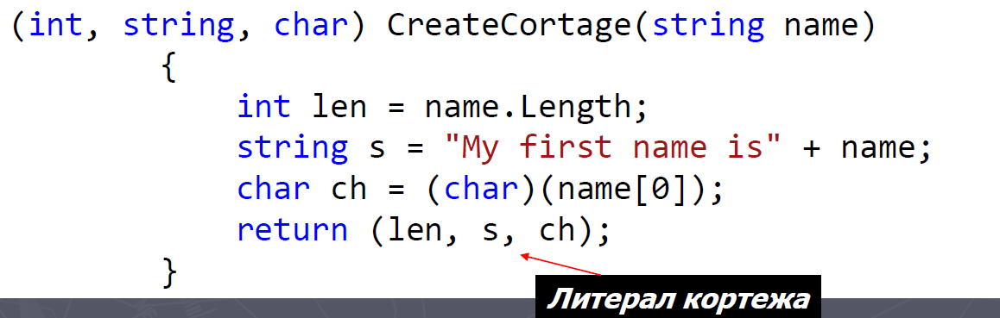 (int, string, char) CreateCortage(string name)
{
int len = name.Length;
string s = "My first name is" + name;
char ch = (char)(name[0]);
return (len, s, ch);
}
Литерал кортежа